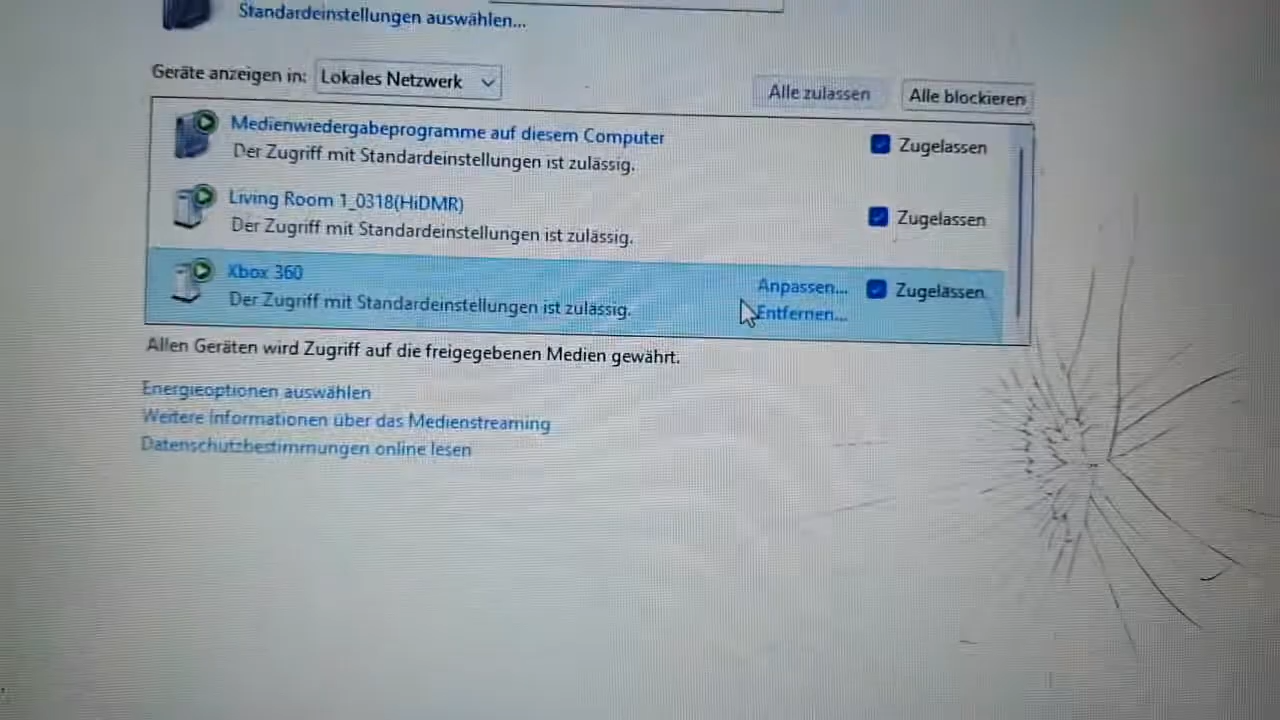 Standardeinstellungen auswählen...
Geräte anzeigen in: Lokales Netzwerk Alle zulassen Alle blockieren
Medienwiedergabeprogramme auf diesem Computer Zugelassen
Der Zugriff mit Standardeinstellungen ist zulässig.
Living Room 1_0318(HiDMR) Zugelassen
Der Zugriff mit Standardeinstellungen ist zulässig.
Xbox 360 Anpassen... Zugelassen
Der Zugriff mit Standardeinstellungen ist zulässig. Entfernen...
Allen Geräten wird Zugriff auf die freigegebenen Medien gewährt.
Energieoptionen auswählen
Weitere Informationen über das Medienstreaming
Datenschutzbestimmungen online lesen